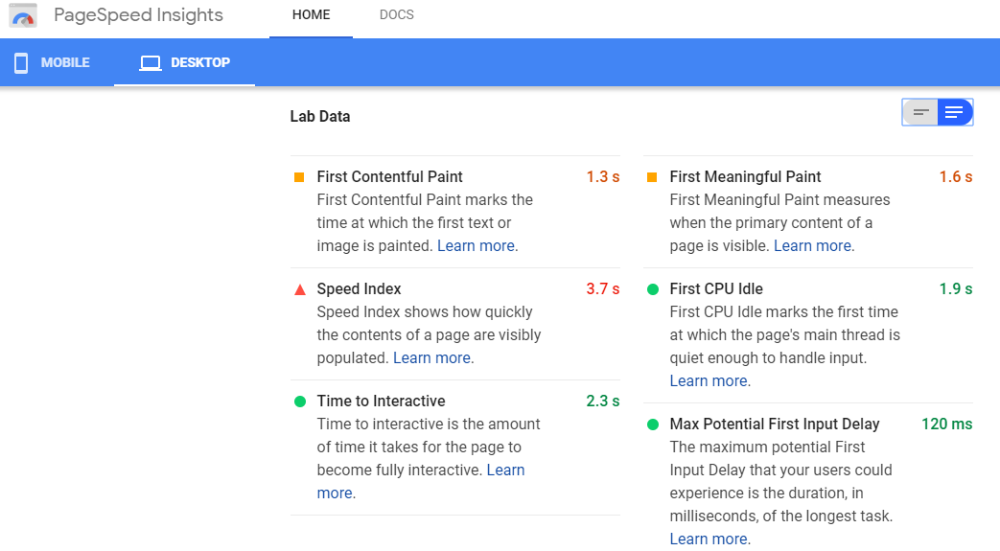 PageSpeed Insights
HOME
DOCS
MOBILE
DESKTOP
Lab Data
First Contentful Paint
1.3 s
First Contentful Paint marks the
time at which the first text or
image is painted. Learn more.
First Meaningful Paint
1.6 s
First Meaningful Paint measures
when the primary content of a
page is visible. Learn more.
Speed Index
3.7 s
Speed Index shows how quickly
the contents of a page are visibly
populated. Learn more.
First CPU Idle
1.9 s
First CPU Idle marks the first time
at which the page's main thread is
quiet enough to handle input.
Learn more.
Time to Interactive
2.3 s
Time to interactive is the amount
of time it takes for the page to
become fully interactive. Learn
more.
Max Potential First Input Delay
120 ms
The maximum potential First
Input Delay that your users could
experience is the duration, in
milliseconds, of the longest task.
Learn more.